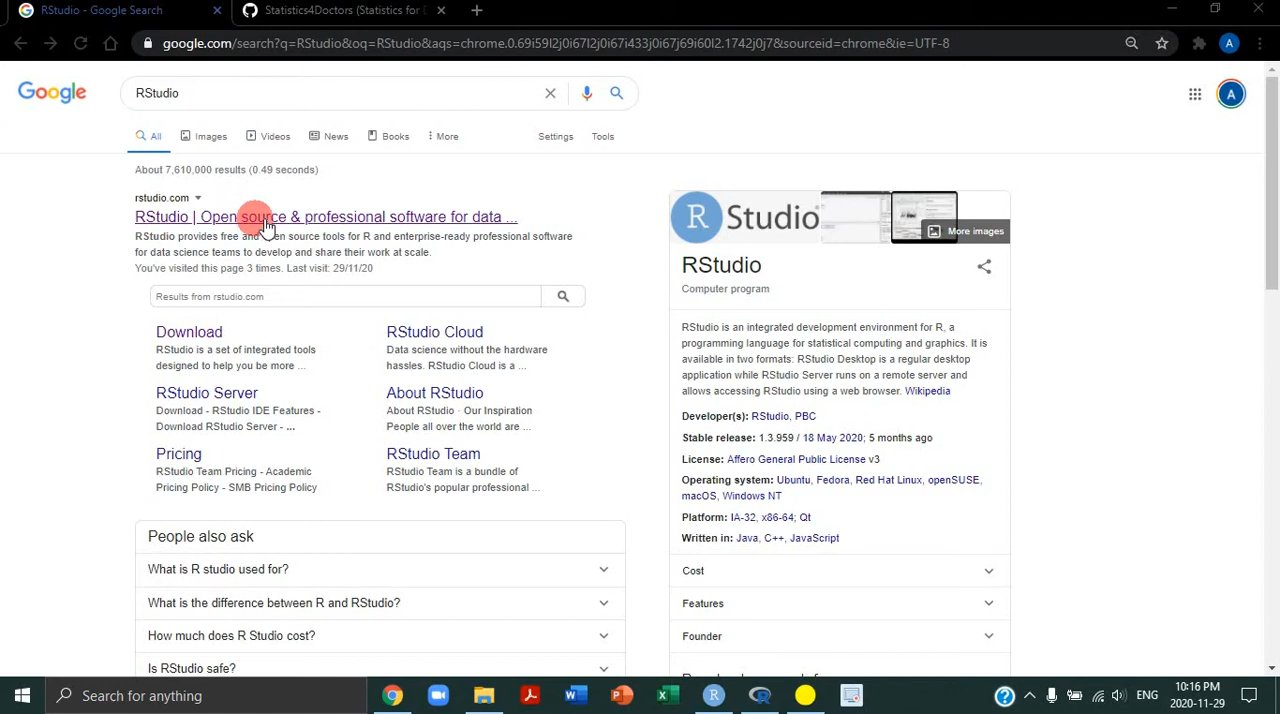 RStudio - Google Search
Statistics4Doctors (Statistics for D
google.com/search?q=RStudio&oq=RStudio&aqs=chrome.0.69i59l2j0i67l2j0i67i433j0i67j69i60l2.1742j0j7&sourceid=chrome&ie=UTF-8
A
Google
RStudio
A
All
Images
Videos
News
Books
More
Settings
Tools
About 7,610,000 results (0.49 seconds)
rstudio.com
RStudio | Open source & professional software for data ...
RStudio provides free and open source tools for R and enterprise-ready professional software
for data science teams to develop and share their work at scale.
You've visited this page 3 times. Last visit: 29/11/20
Results from rstudio.com
Download
RStudio is a set of integrated tools
designed to help you be more ...
RStudio Cloud
Data science without the hardware
hassles. RStudio Cloud is a ...
RStudio Server
Download - RStudio IDE Features -
Download RStudio Server - ...
About RStudio
About RStudio · Our Inspiration
People all over the world are ...
Pricing
RStudio Team Pricing - Academic
Pricing Policy - SMB Pricing Policy
RStudio Team
RStudio Team is a bundle of
RStudio's popular professional ...
People also ask
What is R studio used for?
What is the difference between R and RStudio?
How much does R Studio cost?
Is RStudio safe?
R Studio
More images
RStudio
Computer program
RStudio is an integrated development environment for R, a
programming language for statistical computing and graphics. It is
available in two formats: RStudio Desktop is a regular desktop
application while RStudio Server runs on a remote server and
allows accessing RStudio using a web browser. Wikipedia
Developer(s): RStudio, PBC
Stable release: 1.3.959 / 18 May 2020; 5 months ago
License: Affero General Public License v3
Operating system: Ubuntu, Fedora, Red Hat Linux, openSUSE,
macOS, Windows NT
Platform: IA-32, x86-64; Qt
Written in: Java, C++, JavaScript
Cost
Features
Founder
Search for anything
ENG
10:16 PM
2020-11-29